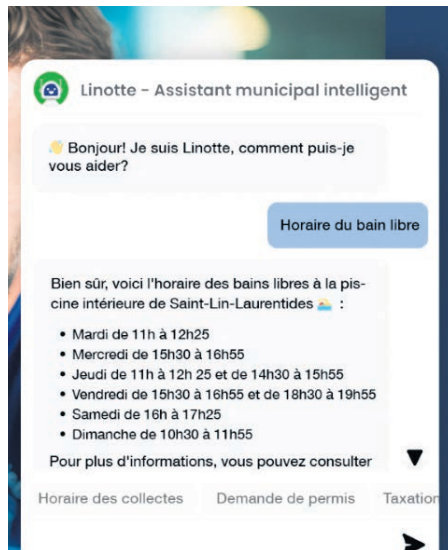 Linotte - Assistant municipal intelligent
👋 Bonjour! Je suis Linotte, comment puis-je
vous aider?
Horaire du bain libre
Bien sûr, voici l'horaire des bains libres à la pis-
cine intérieure de Saint-Lin-Laurentides 🏊 :
• Mardi de 11h à 12h25
• Mercredi de 15h30 à 16h55
• Jeudi de 11h à 12h 25 et de 14h30 à 15h55
• Vendredi de 15h30 à 16h55 et de 18h30 à 19h55
• Samedi de 16h à 17h25
• Dimanche de 10h30 à 11h55
Pour plus d'informations, vous pouvez consulter
Horaire des collectes Demande de permis Taxation